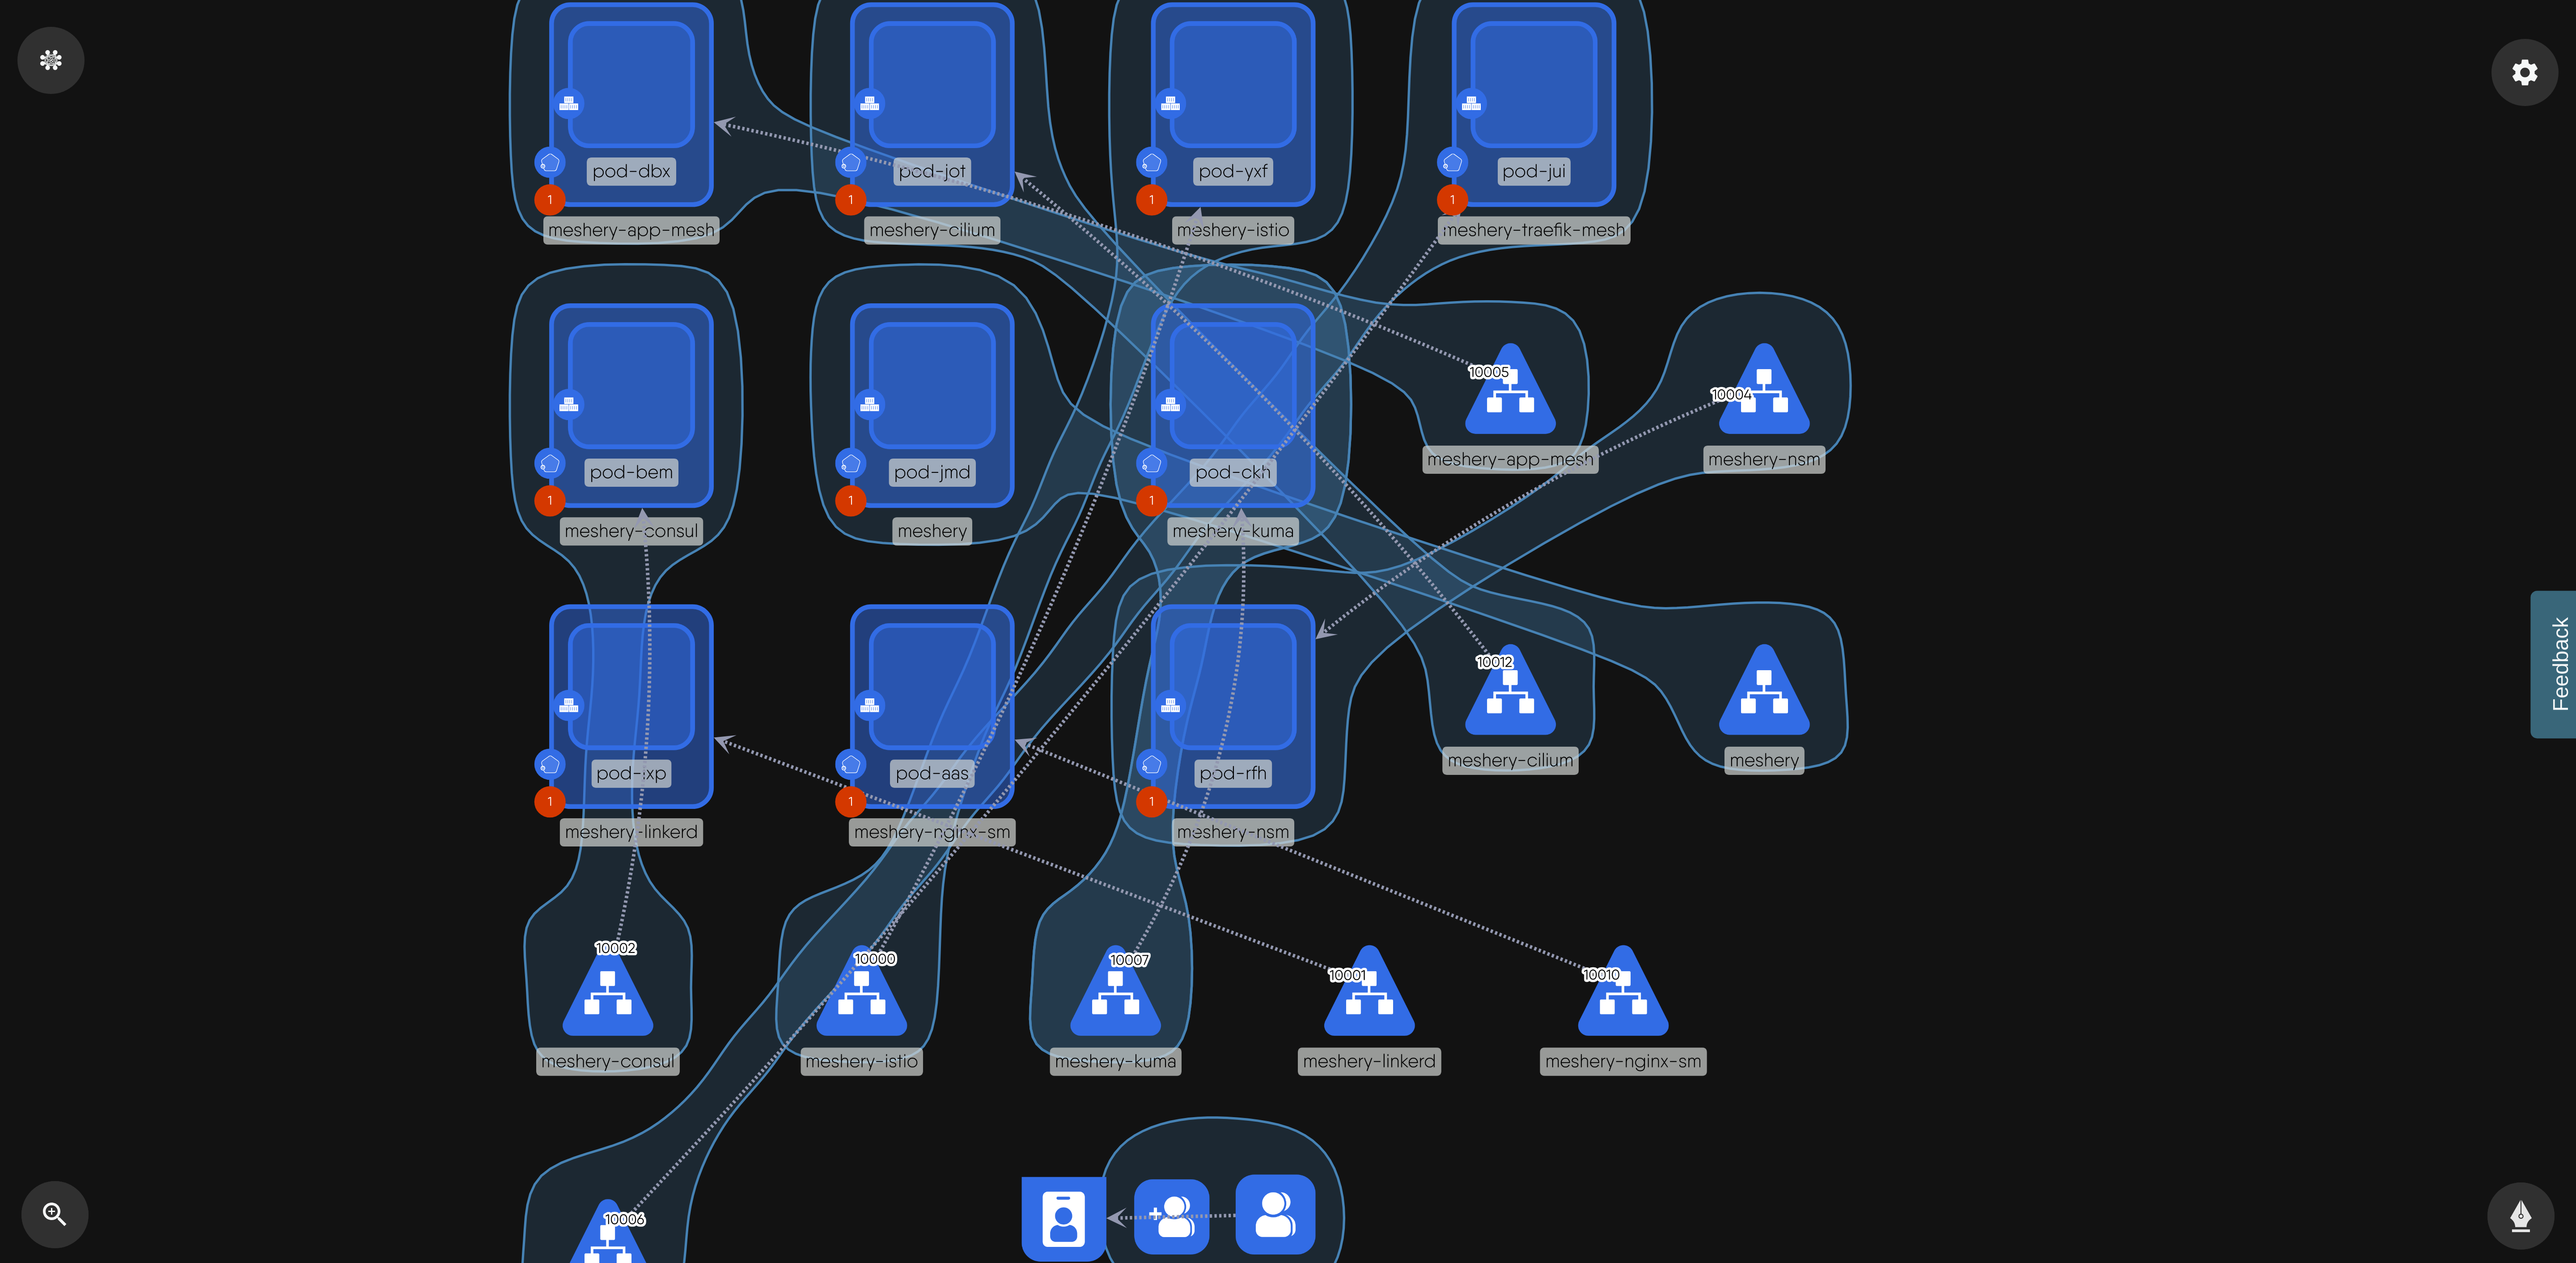 pod-dbx
pod-jot
pod-yxf
pod-jui
1
1
1
1
meshery-app-mesh
meshery-cilium
meshery-istio
meshery-traefik-mesh
10005
10004
pod-bem
pod-jmd
pod-ckh
meshery-app-mesh
meshery-nsm
1
1
1
meshery-consul
meshery
meshery-kuma
10012
Feedback
pod-aas
pod-rfh
meshery-cilium
meshery
1
1
1
meshery-linkerd
meshery-nginx-sm
meshery-nsm
10002
10000
10007
10001
10010
meshery-consul
meshery-istio
meshery-kuma
meshery-linkerd
meshery-nginx-sm
10006